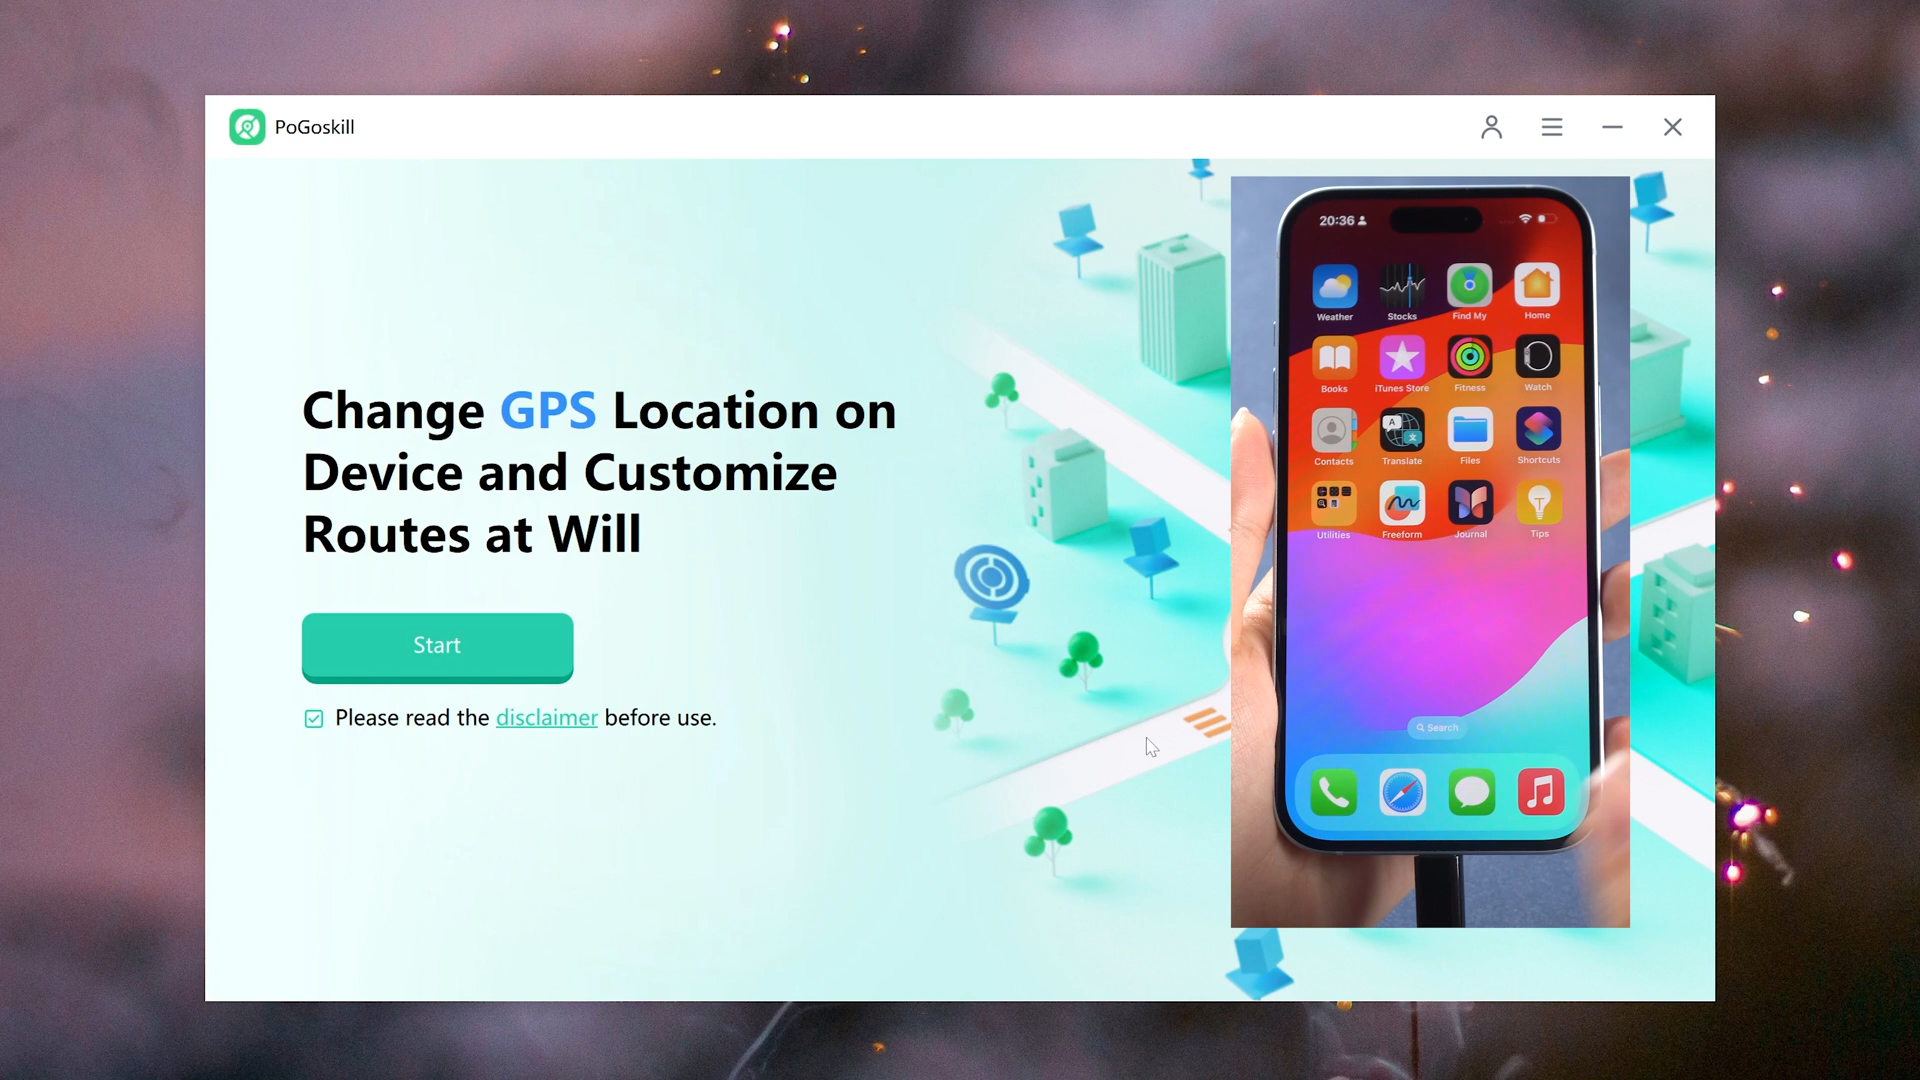 PoGoskill
Change GPS Location on
Device and Customize
Routes at Will
Start
Please read the disclaimer before use.
20:36
Weather Stocks Find My Home
Books iTunes Store Fitness Watch
Contacts Translate Files Shortcuts
Utilities Freeform Journal Tips
Search